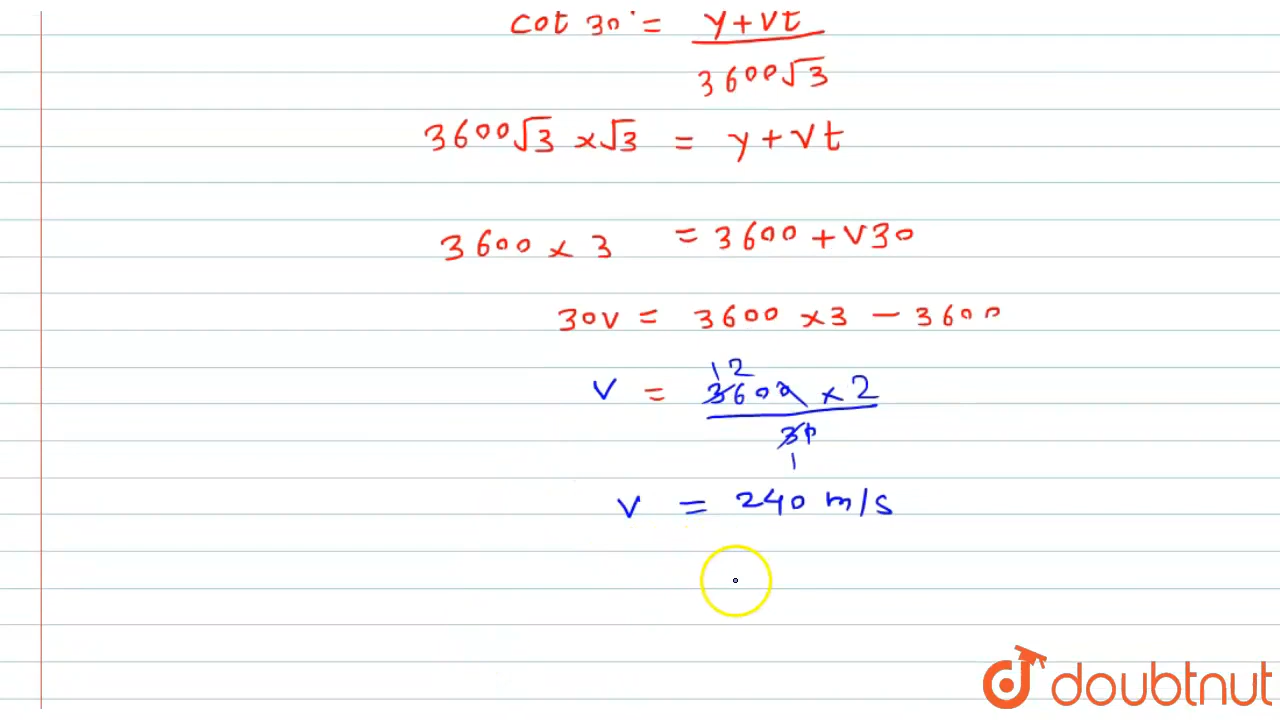 cot 30° = y+vt
3600√3
3600√3 ×√3 = y+vt
3600 × 3 = 3600 + v30
30v = 3600 ×3 − 3600
12
v = 3600 × 2
30
1
v = 240 m/s
doubtnut